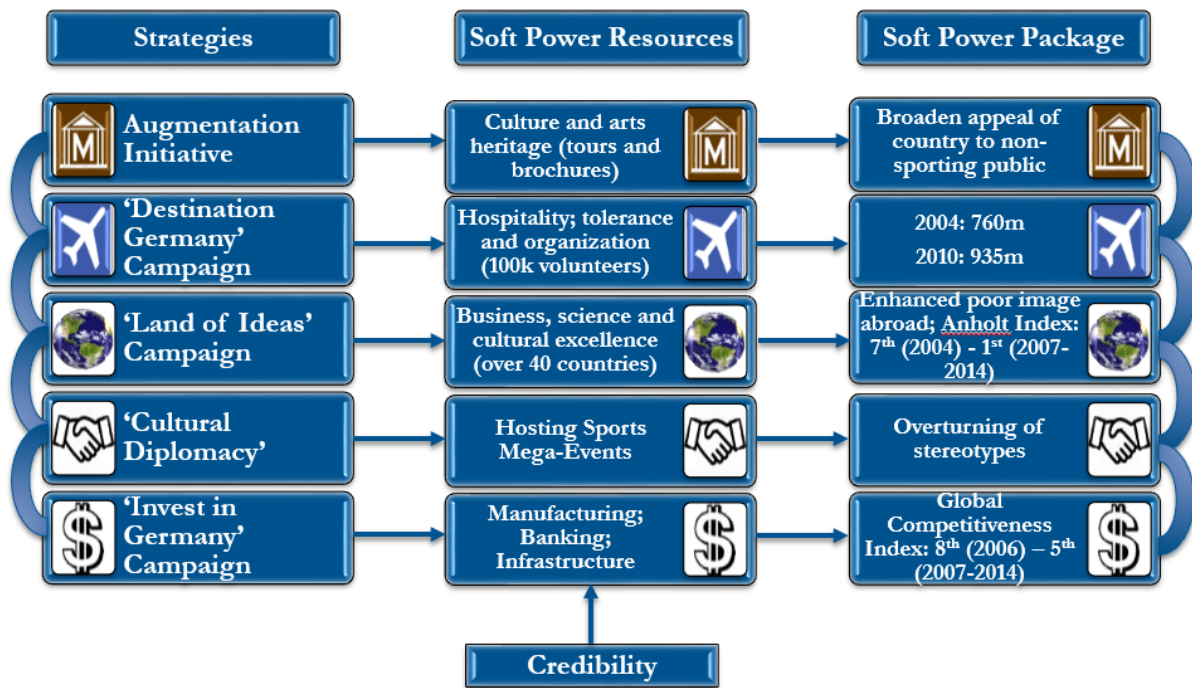 Strategies
Soft Power Resources
Soft Power Package
M
Augmentation
Initiative
Culture and arts
heritage (tours and
brochures)
M
Broaden appeal of
country to non-
sporting public
M
‘Destination
Germany’
Campaign
Hospitality; tolerance
and organization
(100k volunteers)
2004: 760m
2010: 935m
‘Land of Ideas’
Campaign
Business, science and
cultural excellence
(over 40 countries)
Enhanced poor image
abroad; Anholt Index:
7th (2004) - 1st (2007-
2014)
‘Cultural
Diplomacy’
Hosting Sports
Mega-Events
Overturning of
stereotypes
$
‘Invest in
Germany’
Campaign
Manufacturing;
Banking;
Infrastructure
$
Global
Competitiveness
Index: 8th (2006) – 5th
(2007-2014)
$
Credibility